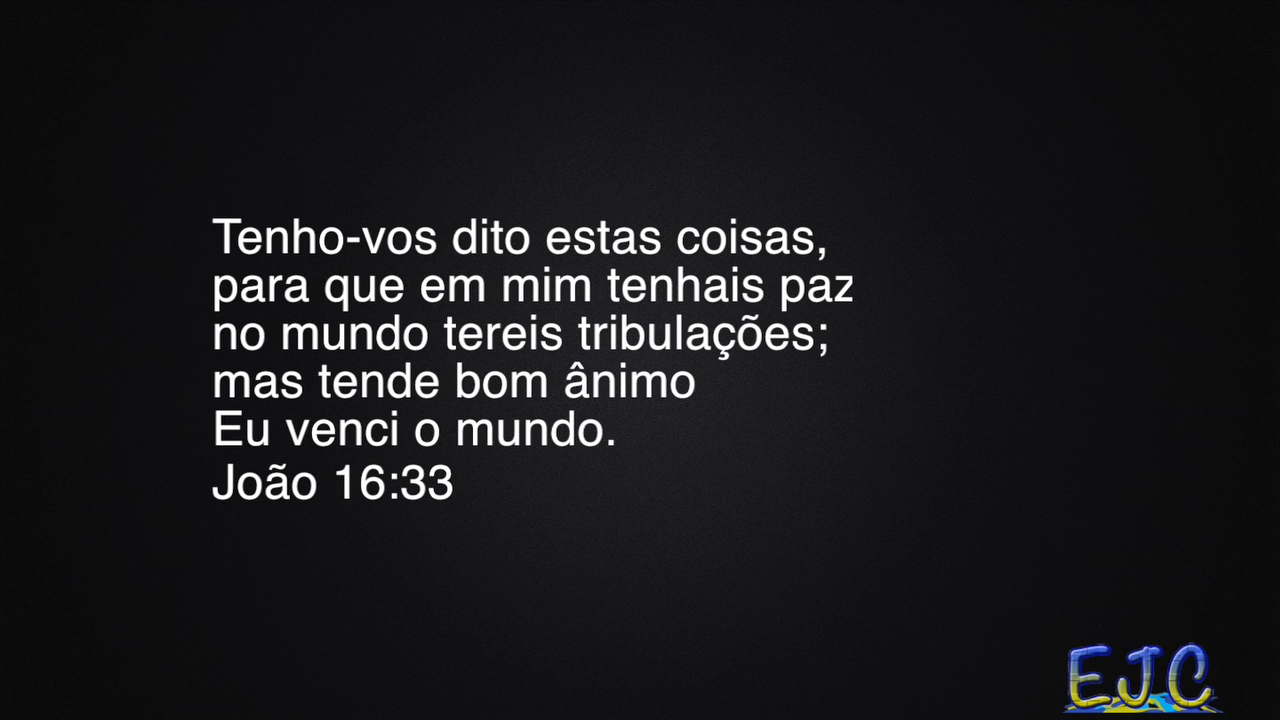 Tenho-vos dito estas coisas,
para que em mim tenhais paz
no mundo tereis tribulações;
mas tende bom ânimo
Eu venci o mundo.
João 16:33
EJC